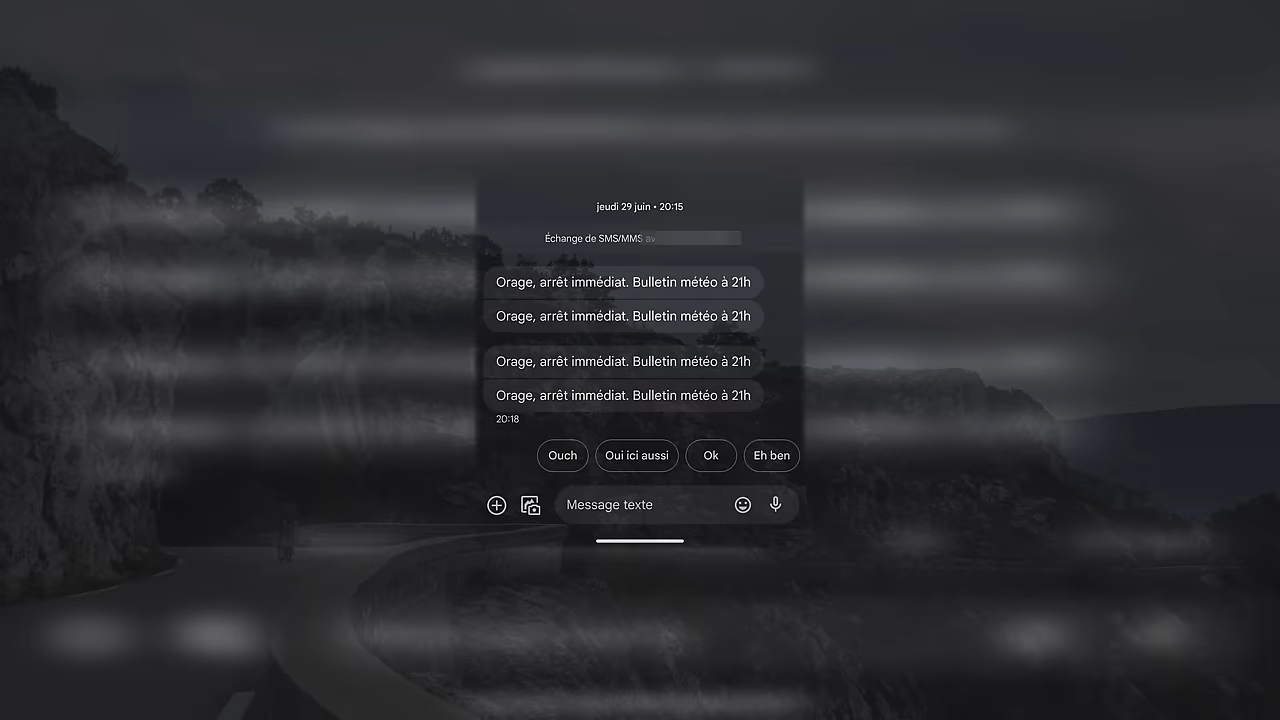 jeudi 29 juin • 20:15
Échange de SMS/MMS av
Orage, arrêt immédiat. Bulletin météo à 21h
Orage, arrêt immédiat. Bulletin météo à 21h
Orage, arrêt immédiat. Bulletin météo à 21h
Orage, arrêt immédiat. Bulletin météo à 21h
20:18
Ouch Oui ici aussi Ok Eh ben
Message texte